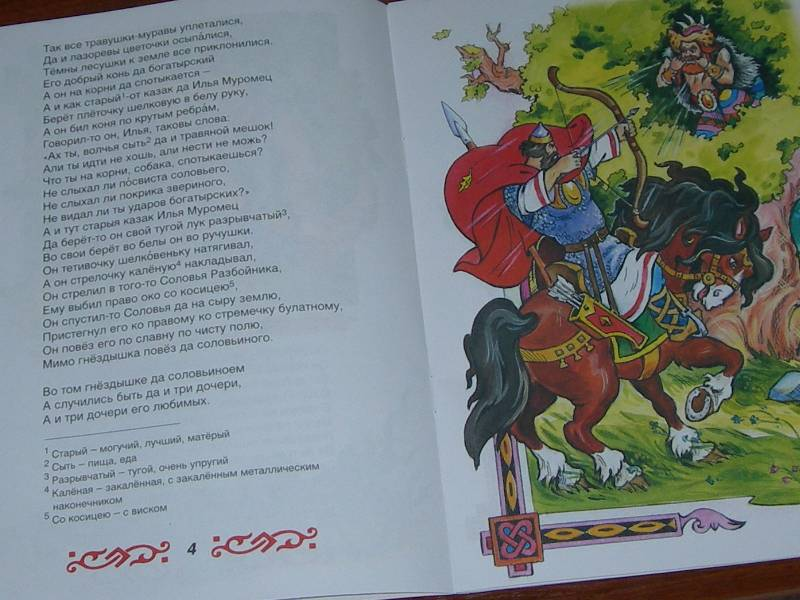 Так все травушки-муравы уплеталися,
Да и лазоревы цветочки осыпа́лися,
Тёмны лесушки к земле все приклонилися.
Его добрый конь да богатырский
А он на корни да спотыкается –
А и как старый¹-от казак да Илья Муромец
Берёт плёточку шелковую в белу руку,
А он бил коня по крутым ребра́м,
Говорил-то он, Илья, таковы слова:
«Ах ты, волчья сыть² да и травяной мешок!
Али ты идти не хошь, али нести не можь?
Что ты на корни, собака, спотыкаешься?
Не слыхал ли по́свиста соловьего,
Не слыхал ли покрика звериного,
Не видал ли ты ударов богатырских?»
А и тут старыя казак Илья Муромец
Да берёт-то он свой тугой лук разрывчатый³,
Во свои берёт во белы он во ручушки.
Он тетивочку шелко́веньку натягивал,
А он стрелочку калёную⁴ накладывал,
Он стрелил в того-то Соловья Разбойника,
Ему выбил право око со косицею⁵,
Он спустил-то Соловья да на сыру землю,
Пристегнул его ко правому ко стремечку булатному,
Он повёз его по славну по чисту полю,
Мимо гнёздышка повёз да соловьиного.
Во том гнёздышке да соловьиноем
А случились быть да и три дочери,
А и три дочери его любимых.
¹ Старый – могучий, лучший, матёрый
² Сыть – пища, еда
³ Разрывчатый – тугой, очень упругий
⁴ Калёная – закалённая, с закалённым металлическим
наконечником
⁵ Со косицею – с виском
4